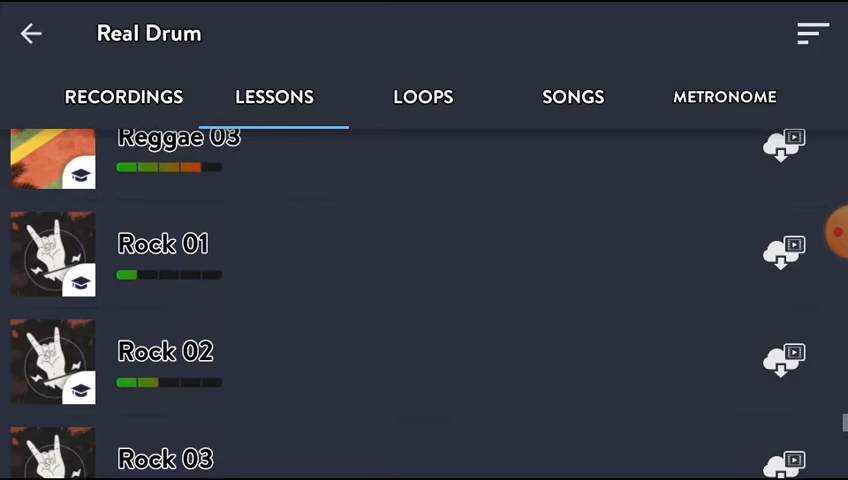 Real Drum
RECORDINGS LESSONS LOOPS SONGS METRONOME
Reggae 03
Rock 01
Rock 02
Rock 03